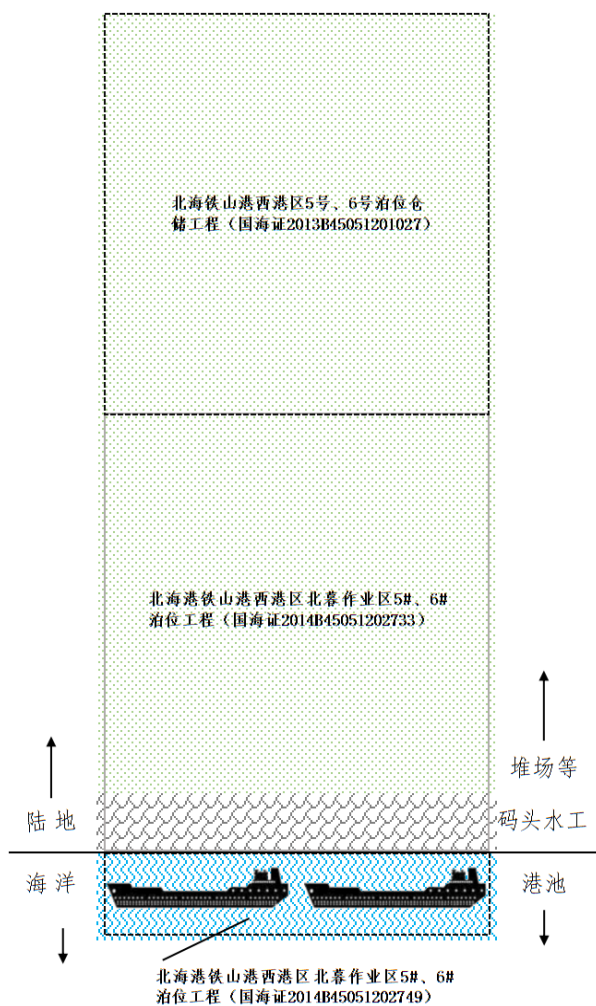 北海铁山港西港区5号、6号泊位仓
储工程（国海证2013B45051201027）
北海港铁山港西港区北暮作业区5#、6#
泊位工程（国海证2014B45051202733）
堆场等
陆地
码头水工
海洋
港池
北海港铁山港西港区北暮作业区5#、6#
泊位工程（国海证2014B45051202749）